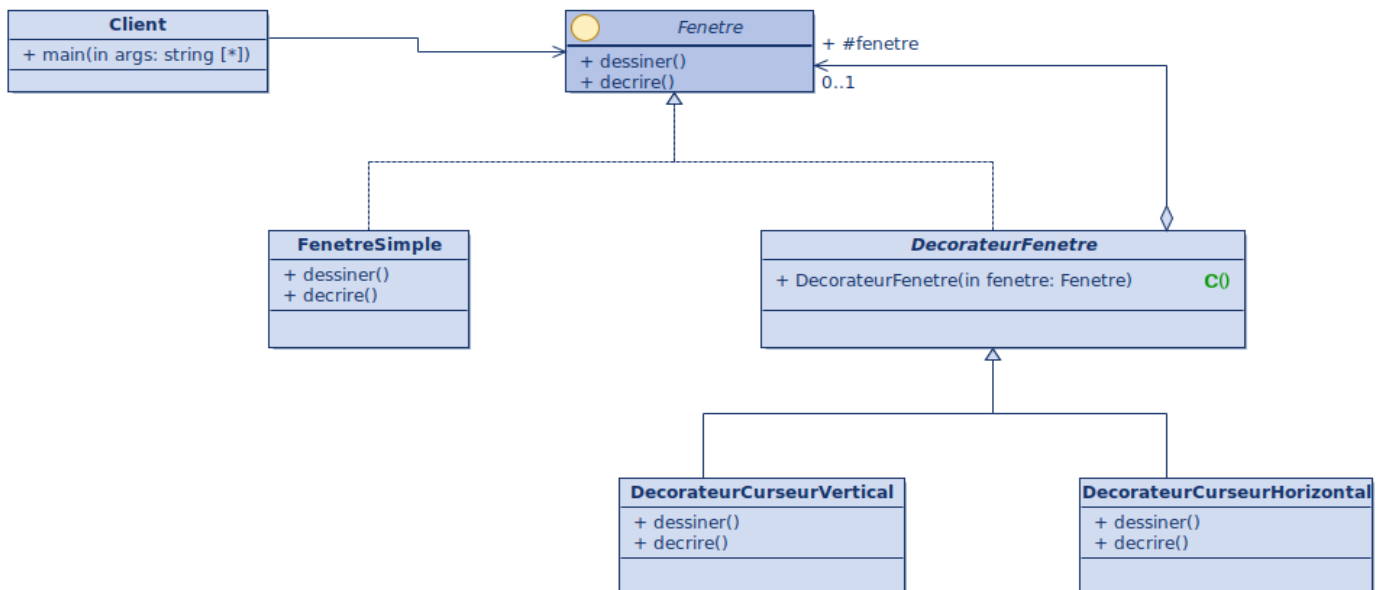 Client
+ main(in args: string [*])
Fenetre
+ dessiner()
+ decrire()
+ #fenetre
0..1
FenetreSimple
+ dessiner()
+ decrire()
DecorateurFenetre
+ DecorateurFenetre(in fenetre: Fenetre) C()
DecorateurCurseurVertical
+ dessiner()
+ decrire()
DecorateurCurseurHorizontal
+ dessiner()
+ decrire()